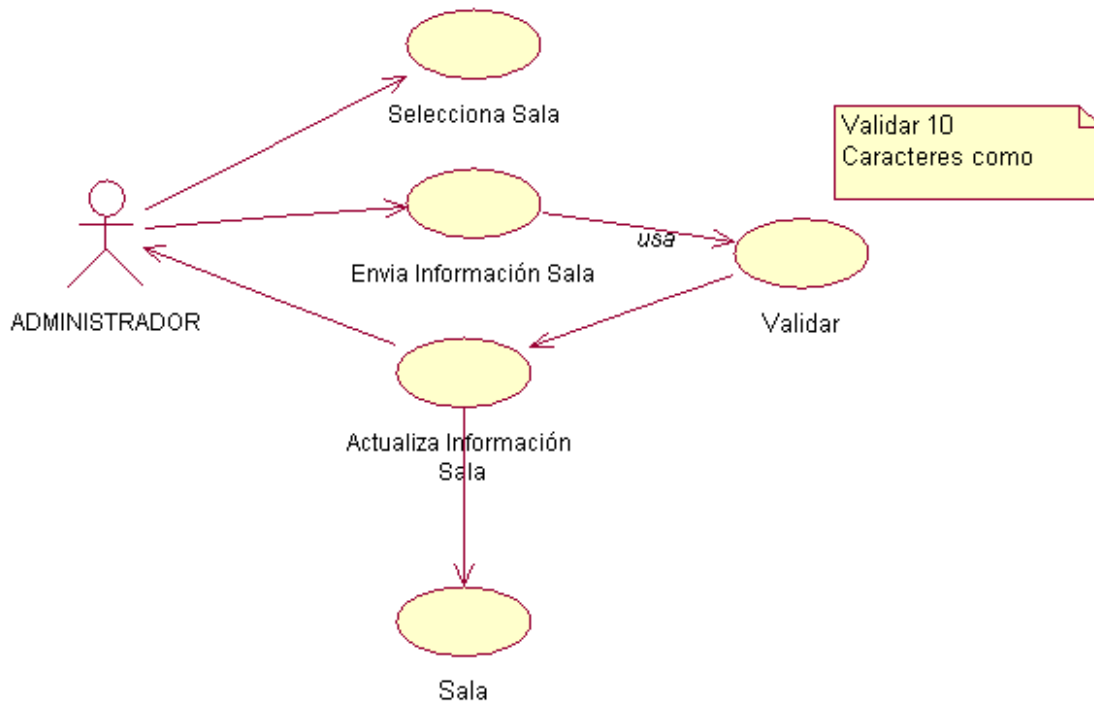 Selecciona Sala
Validar 10
Caracteres como
usa
Envia Información Sala
ADMINISTRADOR
Validar
Actualiza Información
Sala
Sala